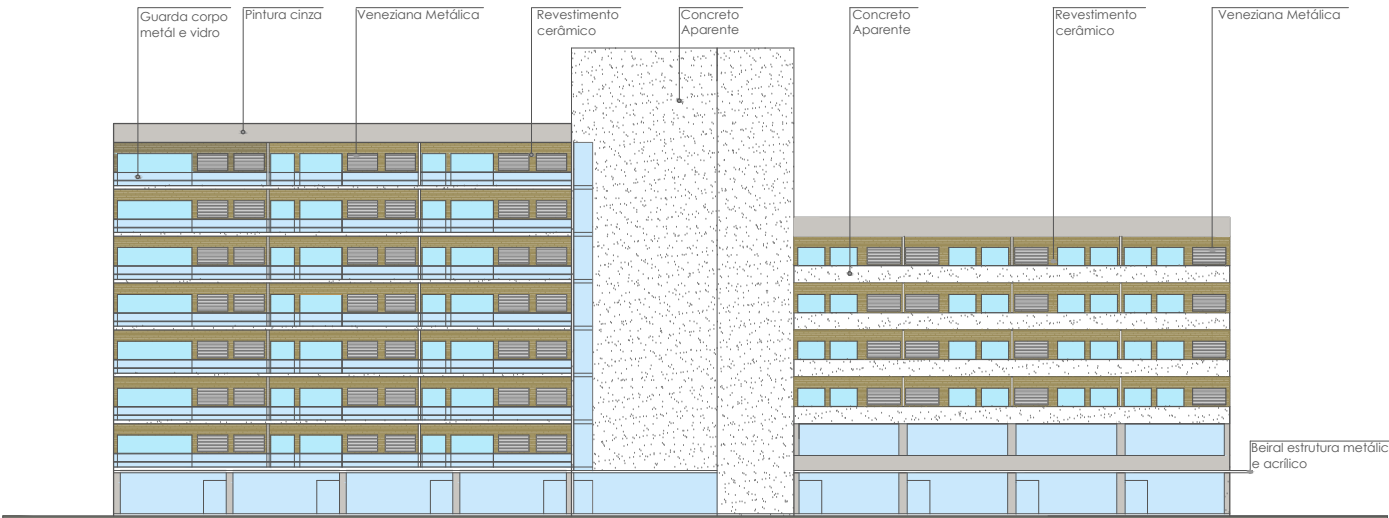 Guarda corpo
metál e vidro
Pintura cinza
Veneziana Metálica
Revestimento
cerâmico
Concreto
Aparente
Concreto
Aparente
Revestimento
cerâmico
Veneziana Metálica
Beiral estrutura metálic
e acrílico